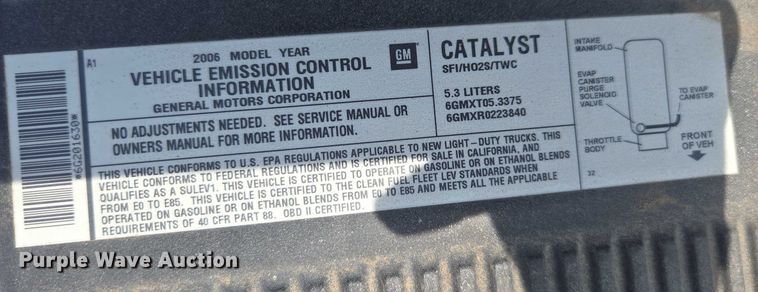 A1
2006 MODEL YEAR
VEHICLE EMISSION CONTROL
INFORMATION
GENERAL MOTORS CORPORATION
GM
CATALYST
SFI/HO2S/TWC
5.3 LITERS
6GMXT05.3375
6GMXR0223840
NO ADJUSTMENTS NEEDED. SEE SERVICE MANUAL OR
OWNERS MANUAL FOR MORE INFORMATION.
THIS VEHICLE CONFORMS TO U.S. EPA REGULATIONS APPLICABLE TO NEW LIGHT-DUTY TRUCKS. THIS
VEHICLE CONFORMS TO FEDERAL REGULATIONS AND IS CERTIFIED FOR SALE IN CALIFORNIA, AND
QUALIFIES AS A SULEV1. THIS VEHICLE IS CERTIFIED TO OPERATE ON GASOLINE OR ON ETHANOL BLENDS
FROM E0 TO E85. THIS VEHICLE IS CERTIFIED TO THE CLEAN FUEL FLEET LEV STANDARDS WHEN
OPERATED ON GASOLINE OR ON ETHANOL BLENDS FROM E0 TO E85 AND MEETS ALL THE APPLICABLE
REQUIREMENTS OF 40 CFR PART 88. OBD II CERTIFIED.
INTAKE
MANIFOLD
EVAP
CANISTER
PURGE
SOLENOID
VALVE
TO EVAP
CANISTER
THROTTLE
BODY
FRONT
OF VEH
32
*6G201630W*
Purple Wave Auction